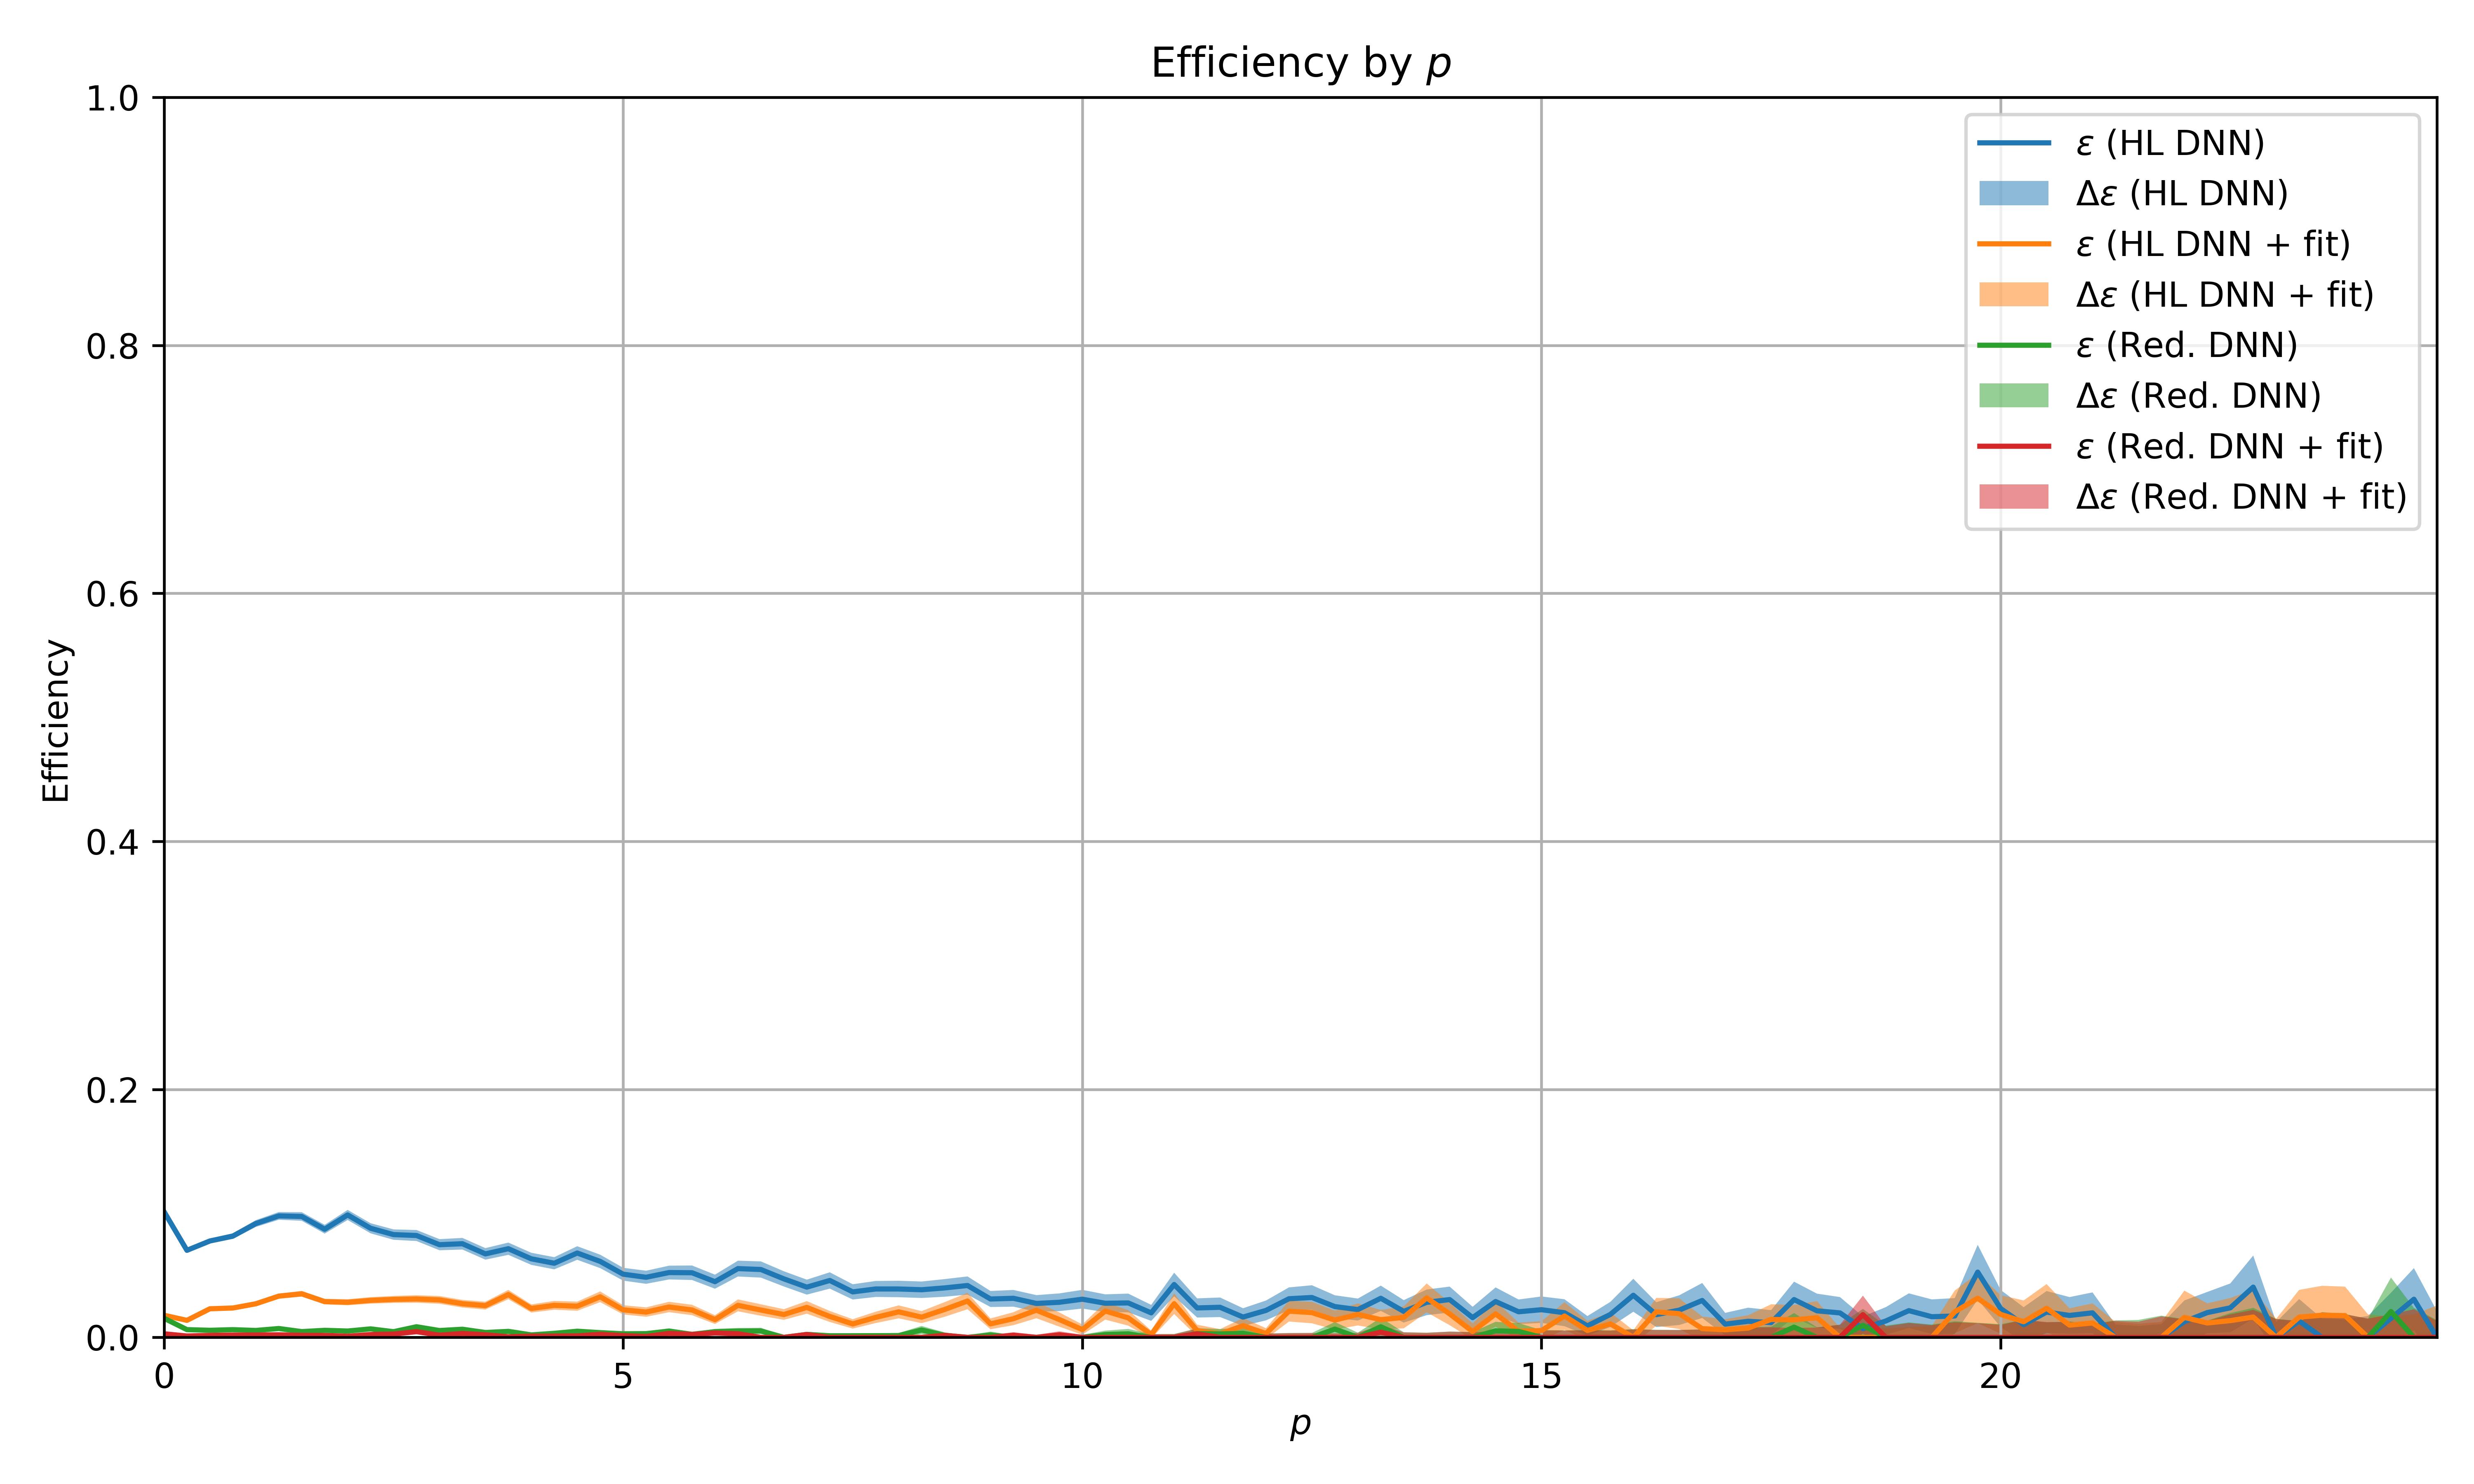 Efficiency by p
1.0
0.8
0.6
0.4
0.2
0.0
Efficiency
0
5
10
15
20
p
ε (HL DNN)
Δε (HL DNN)
ε (HL DNN + fit)
Δε (HL DNN + fit)
ε (Red. DNN)
Δε (Red. DNN)
ε (Red. DNN + fit)
Δε (Red. DNN + fit)